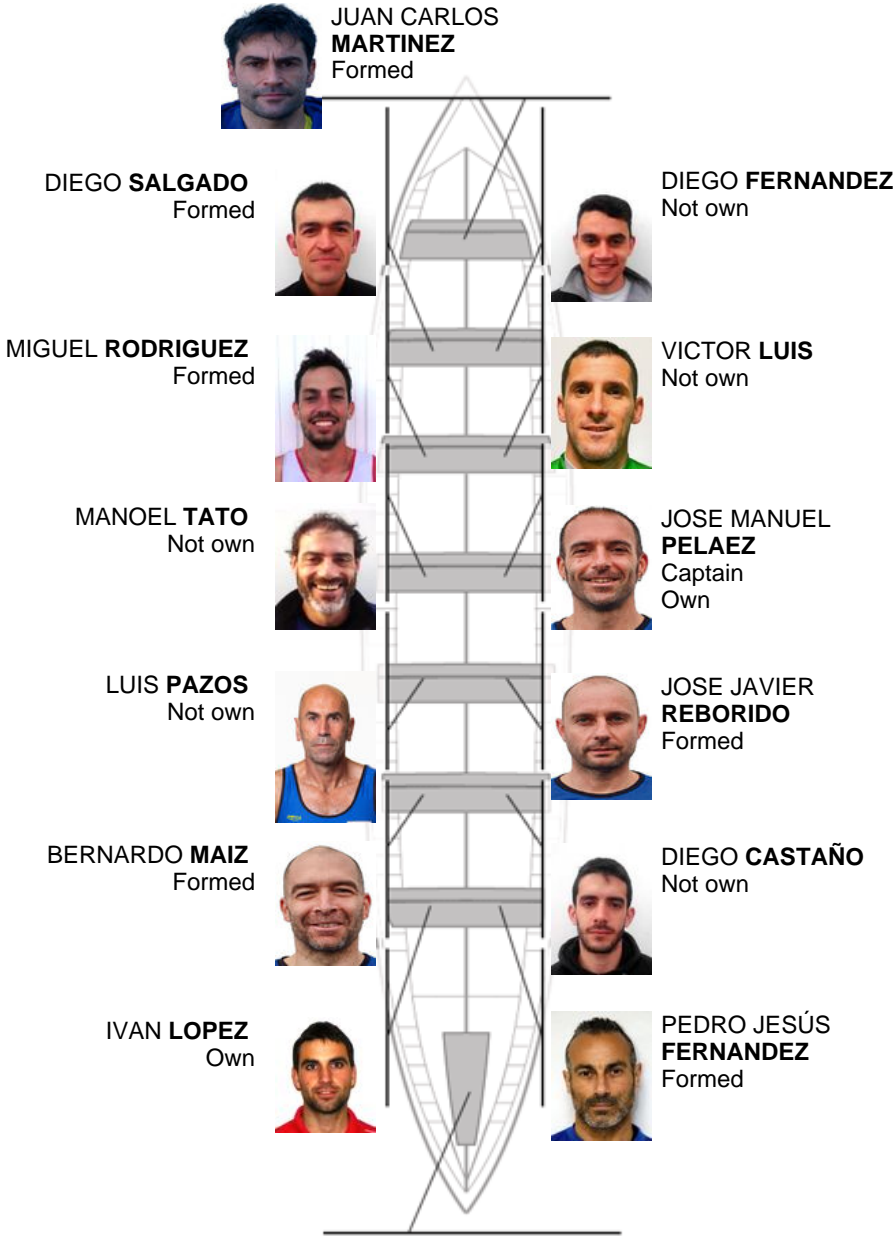 JUAN CARLOS
MARTINEZ
Formed
DIEGO SALGADO
Formed
DIEGO FERNANDEZ
Not own
MIGUEL RODRIGUEZ
Formed
VICTOR LUIS
Not own
MANOEL TATO
Not own
JOSE MANUEL
PELAEZ
Captain
Own
LUIS PAZOS
Not own
JOSE JAVIER
REBORIDO
Formed
BERNARDO MAIZ
Formed
DIEGO CASTAÑO
Not own
IVAN LOPEZ
Own
PEDRO JESÚS
FERNANDEZ
Formed